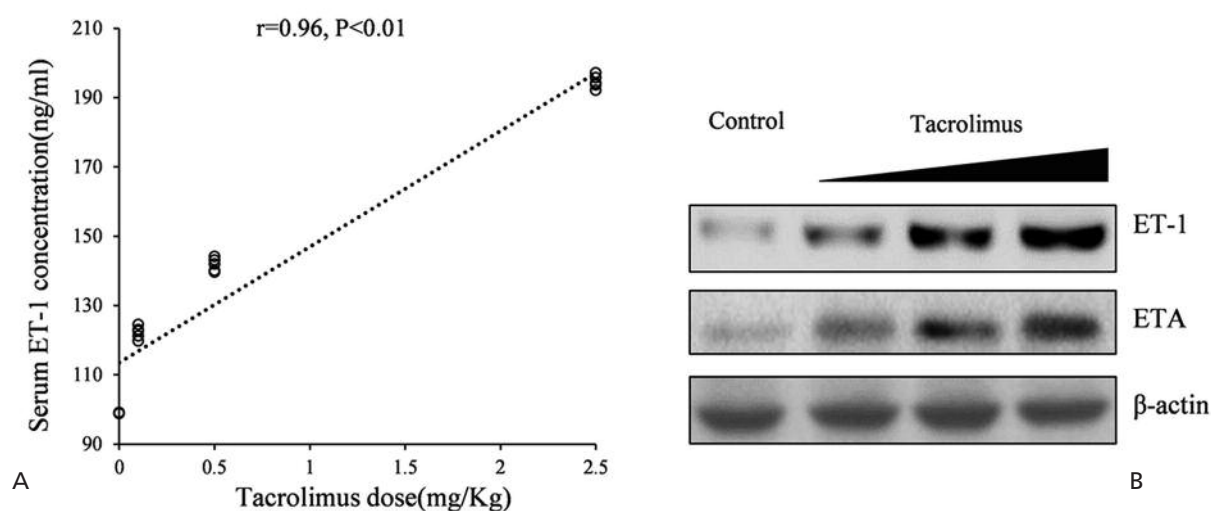 r=0.96, P<0.01
Serum ET-1 concentration(ng/ml)
210
190
170
150
130
110
90
0
0.5
1
1.5
2
2.5
Tacrolimus dose(mg/Kg)
A
Control
Tacrolimus
ET-1
ETA
β-actin
B